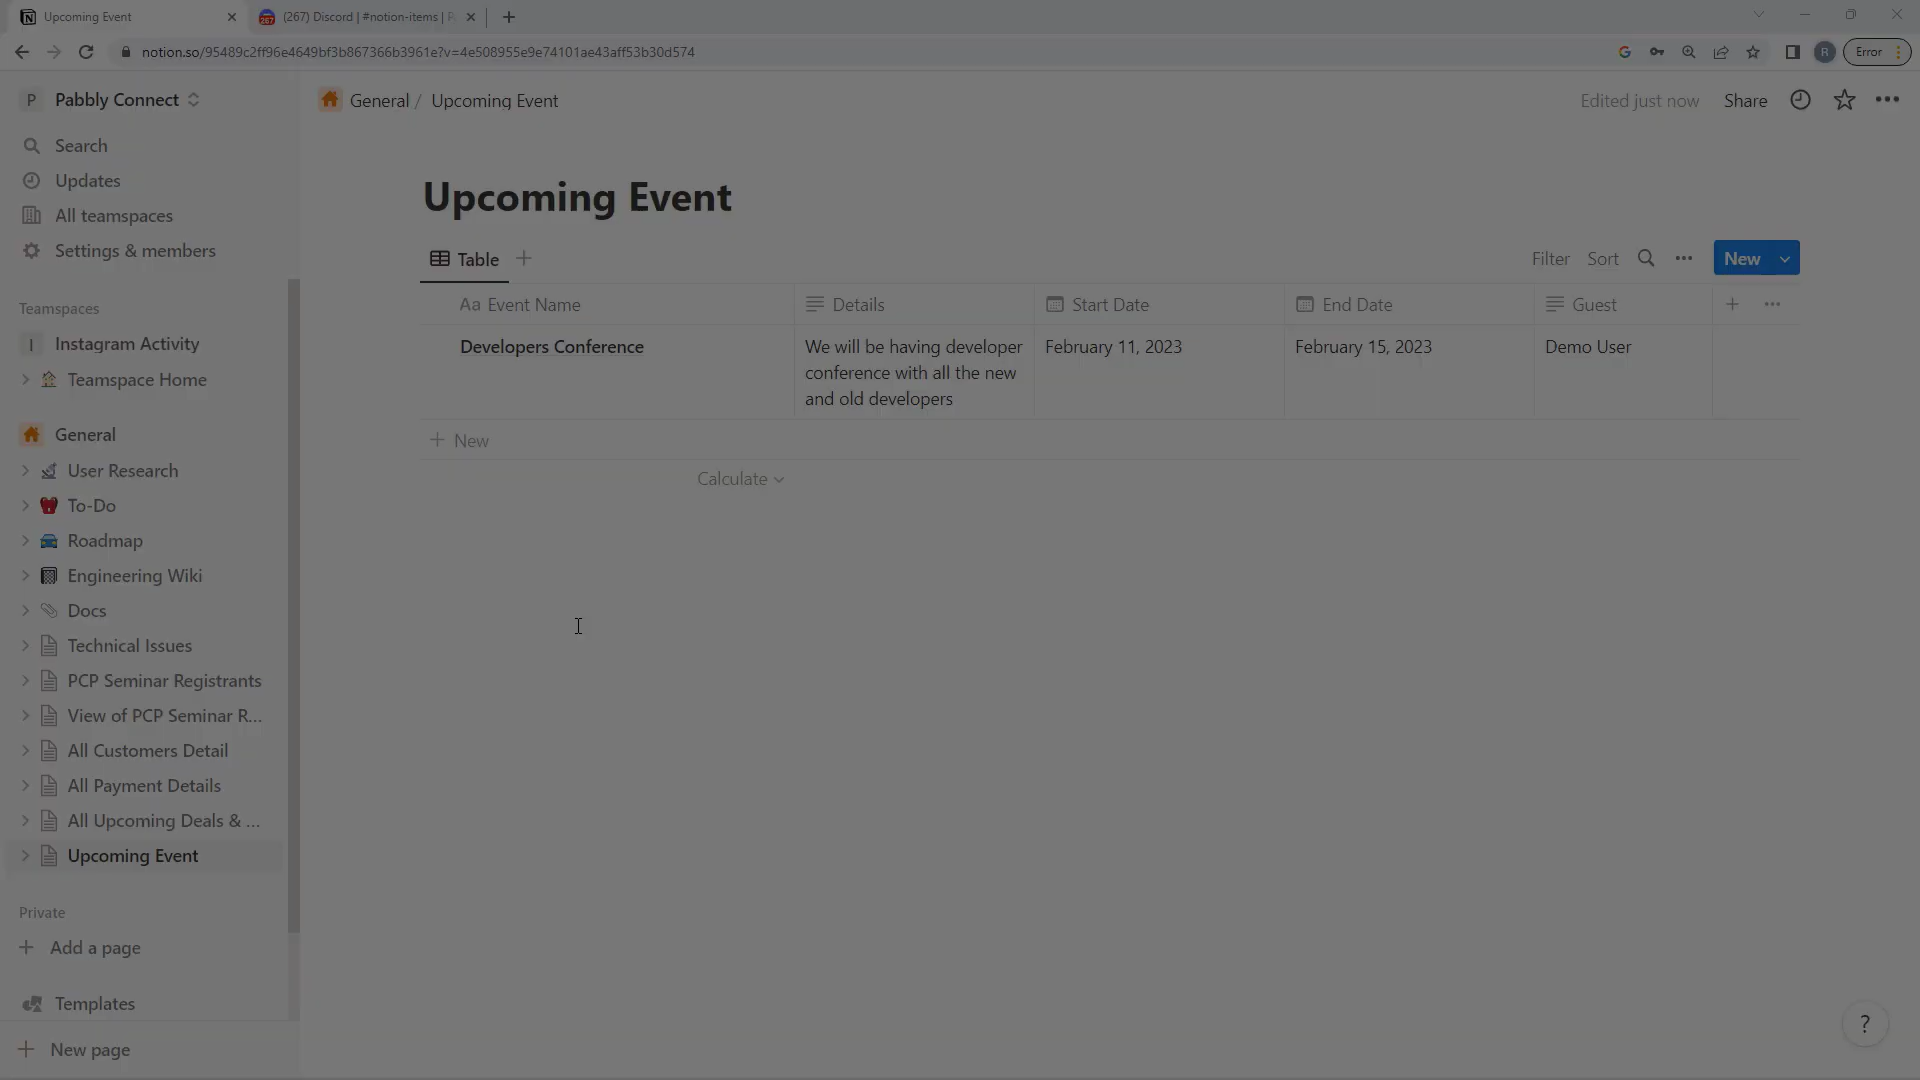 Upcoming Event
(267) Discord | #notion-items | P
notion.so/95489c2ff96e4649bf3b867366b3961e?v=4e508955e9e74101ae43aff53b30d574
R
Error
P Pabbly Connect
General / Upcoming Event
Edited just now
Share
Search
Updates
All teamspaces
Settings & members
Teamspaces
I Instagram Activity
Teamspace Home
General
User Research
To-Do
Roadmap
Engineering Wiki
Docs
Technical Issues
PCP Seminar Registrants
View of PCP Seminar R...
All Customers Detail
All Payment Details
All Upcoming Deals & ...
Upcoming Event
Private
Add a page
Templates
New page
Upcoming Event
Table
Filter
Sort
New
Aa Event Name
Details
Start Date
End Date
Guest
Developers Conference
We will be having developer
conference with all the new
and old developers
February 11, 2023
February 15, 2023
Demo User
New
Calculate
?